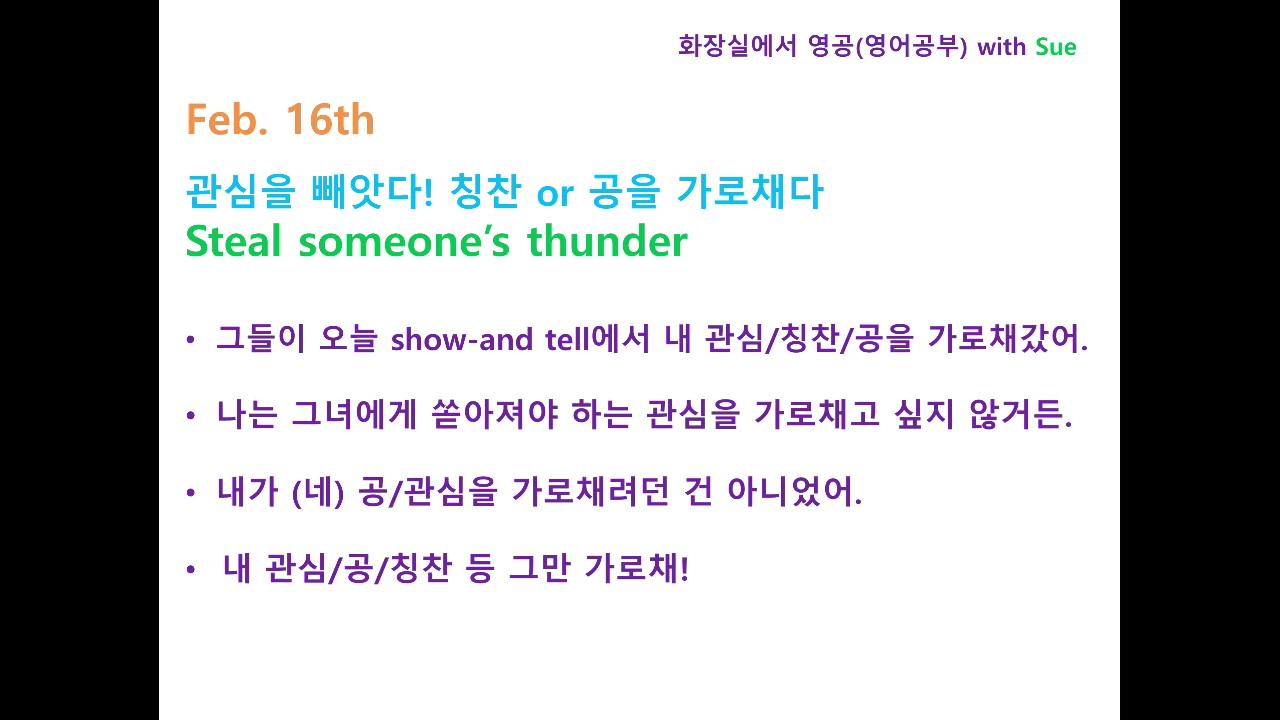 화장실에서 영공(영어공부) with Sue
Feb. 16th
관심을 빼앗다! 칭찬 or 공을 가로채다
Steal someone’s thunder
• 그들이 오늘 show-and tell에서 내 관심/칭찬/공을 가로채갔어.
• 나는 그녀에게 쏟아져야 하는 관심을 가로채고 싶지 않거든.
• 내가 (네) 공/관심을 가로채려던 건 아니었어.
• 내 관심/공/칭찬 등 그만 가로채!